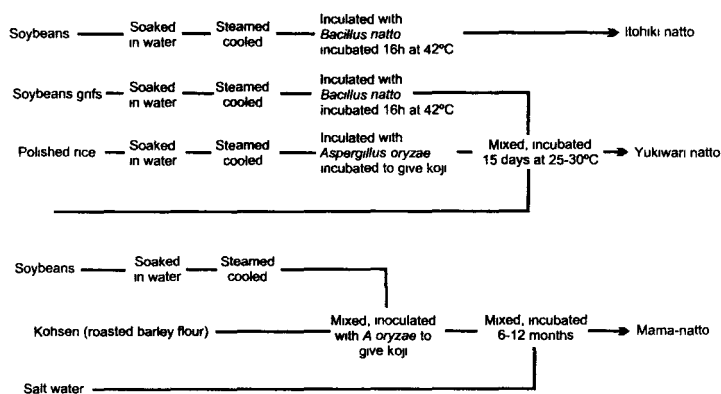 Soybeans
Soaked
in water
Steamed
cooled
Inculated with
Bacillus natto
incubated 16h at 42ºC
Itohiki natto
Soybeans grifs
Soaked
in water
Steamed
cooled
Inculated with
Bacillus natto
incubated 16h at 42ºC
Polished rice
Soaked
in water
Steamed
cooled
Inculated with
Aspergillus oryzae
incubated to give koji
Mixed, incubated
15 days at 25-30ºC
Yukiwari natto
Soybeans
Soaked
in water
Steamed
cooled
Kohsen (roasted barley flour)
Mixed, inoculated
with A oryzae to
give koji
Mixed, incubated
6-12 months
Mama-natto
Salt water